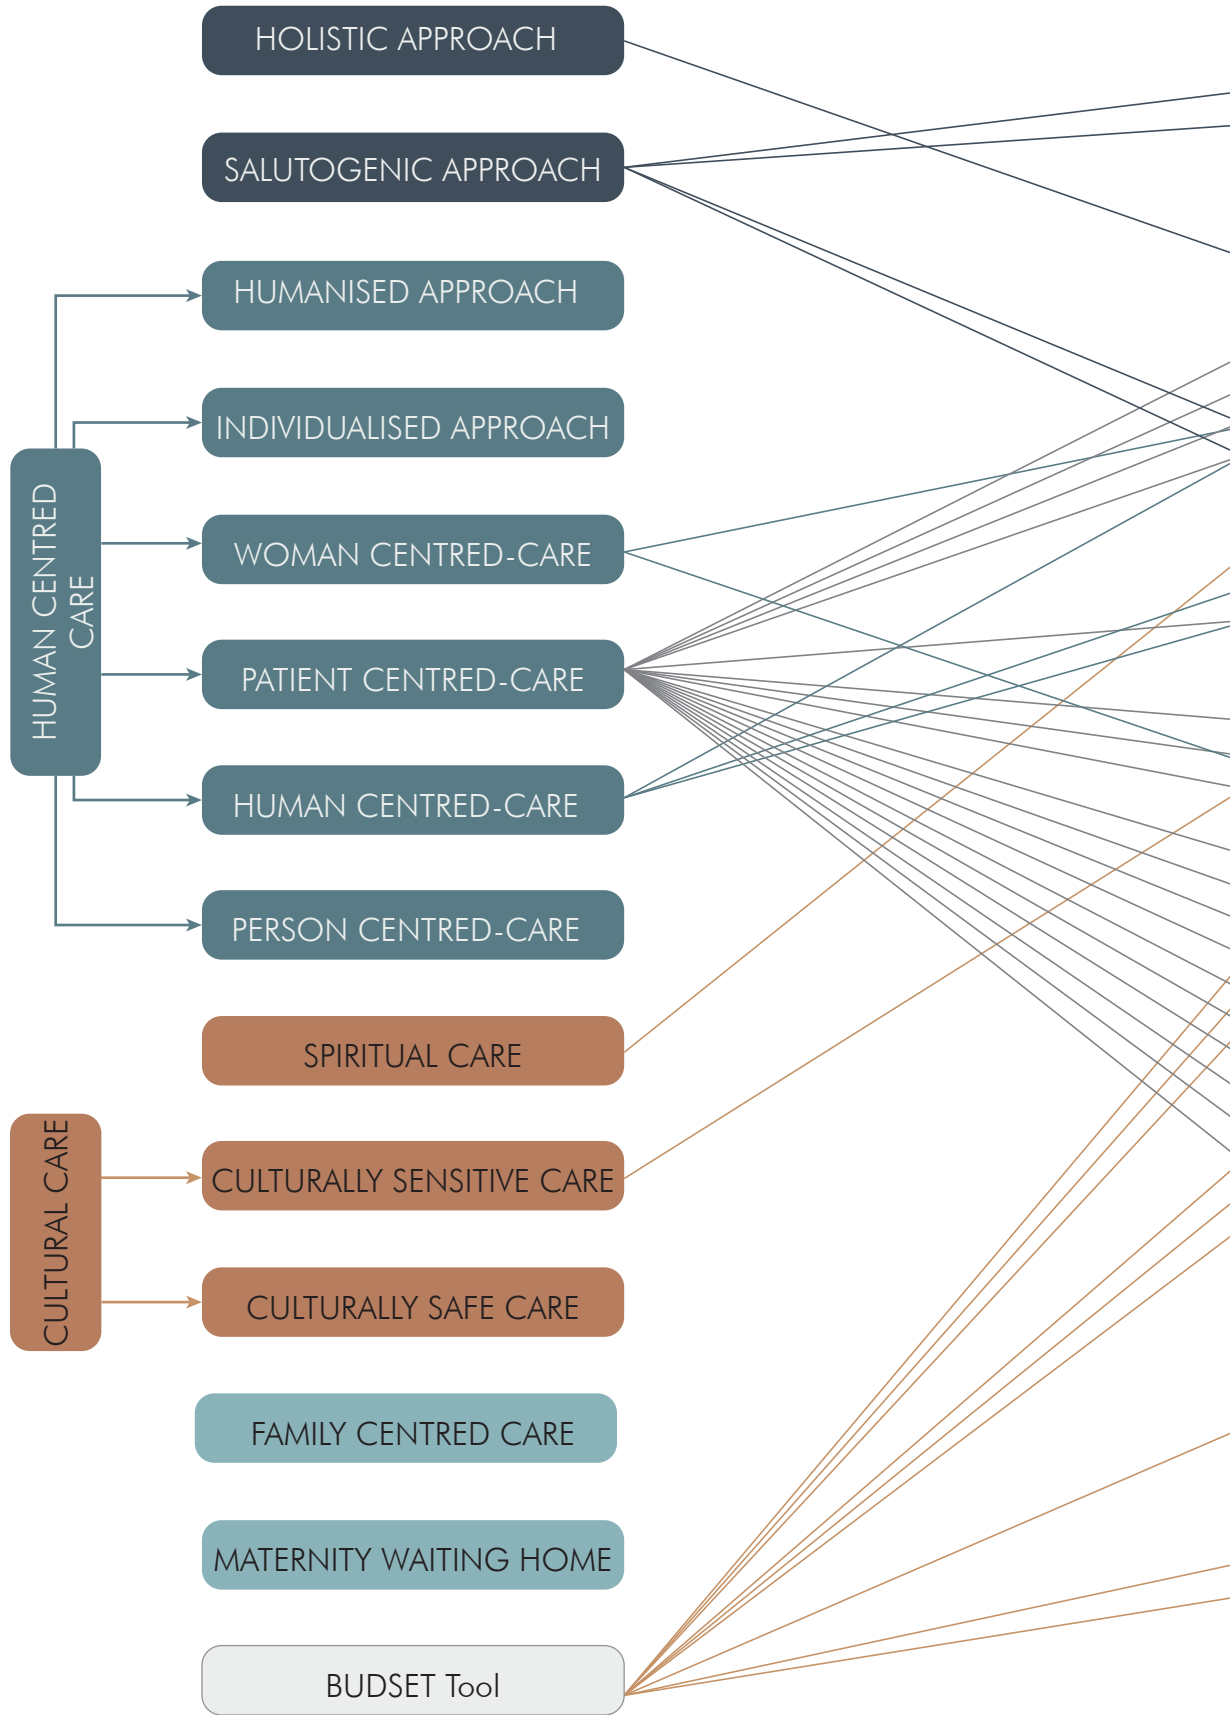 HOLISTIC APPROACH
SALUTOGENIC APPROACH
HUMANISED APPROACH
INDIVIDUALISED APPROACH
HUMAN CENTRED
CARE
WOMAN CENTRED-CARE
PATIENT CENTRED-CARE
HUMAN CENTRED-CARE
PERSON CENTRED-CARE
SPIRITUAL CARE
CULTURAL CARE
CULTURALLY SENSITIVE CARE
CULTURALLY SAFE CARE
FAMILY CENTRED CARE
MATERNITY WAITING HOME
BUDSET Tool